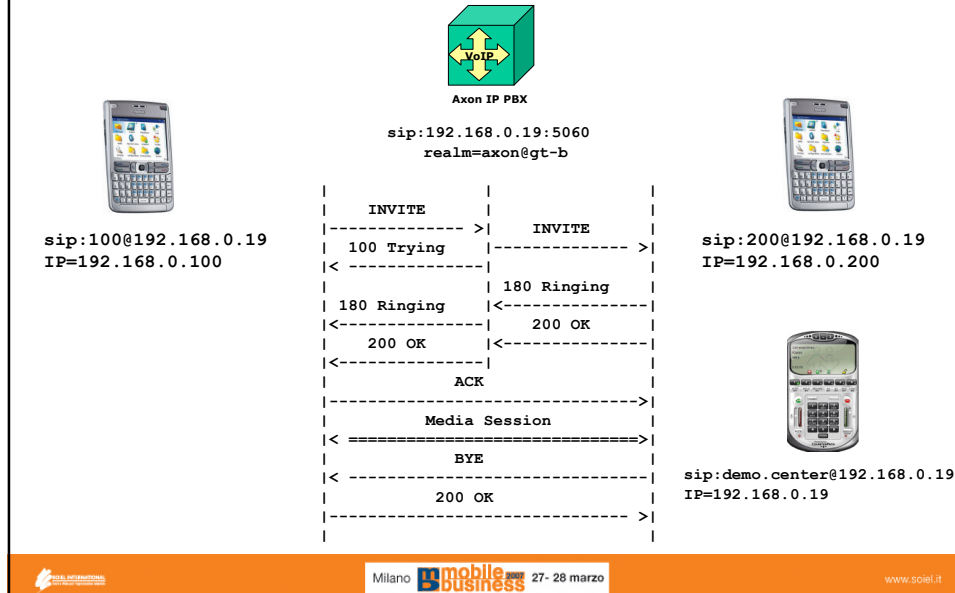 VoIP
Axon IP PBX
sip:192.168.0.19:5060
realm=axon@gt-b
sip:100@192.168.0.19
IP=192.168.0.100
INVITE
INVITE
100 Trying
180 Ringing
180 Ringing
200 OK
200 OK
ACK
Media Session
BYE
200 OK
sip:200@192.168.0.19
IP=192.168.0.200
sip:demo.center@192.168.0.19
IP=192.168.0.19
SOIEL INTERNATIONAL
Milano mobile business 2007 27- 28 marzo
www.soiel.it